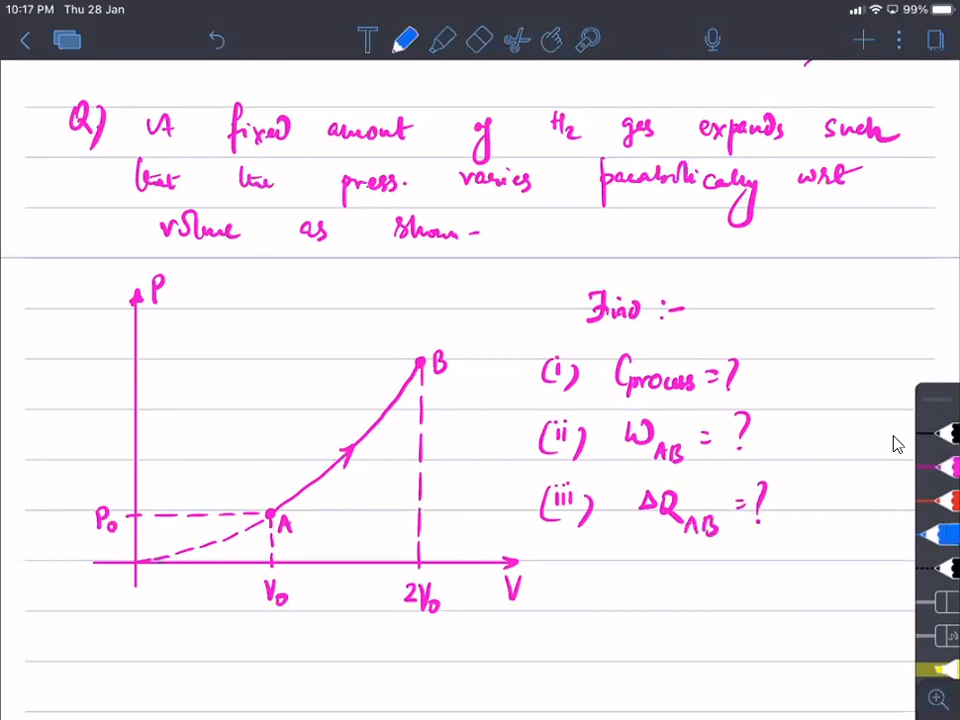 10:17 PM Thu 28 Jan 99%
T
Q) A fixed amount of H2 gas expands such
that the press. varies parabolically wrt
volume as shown -
P
Find :-
B
(i) Cprocess = ?
(ii) WAB = ?
(iii) ΔQAB = ?
P0
A
V0
2V0
V